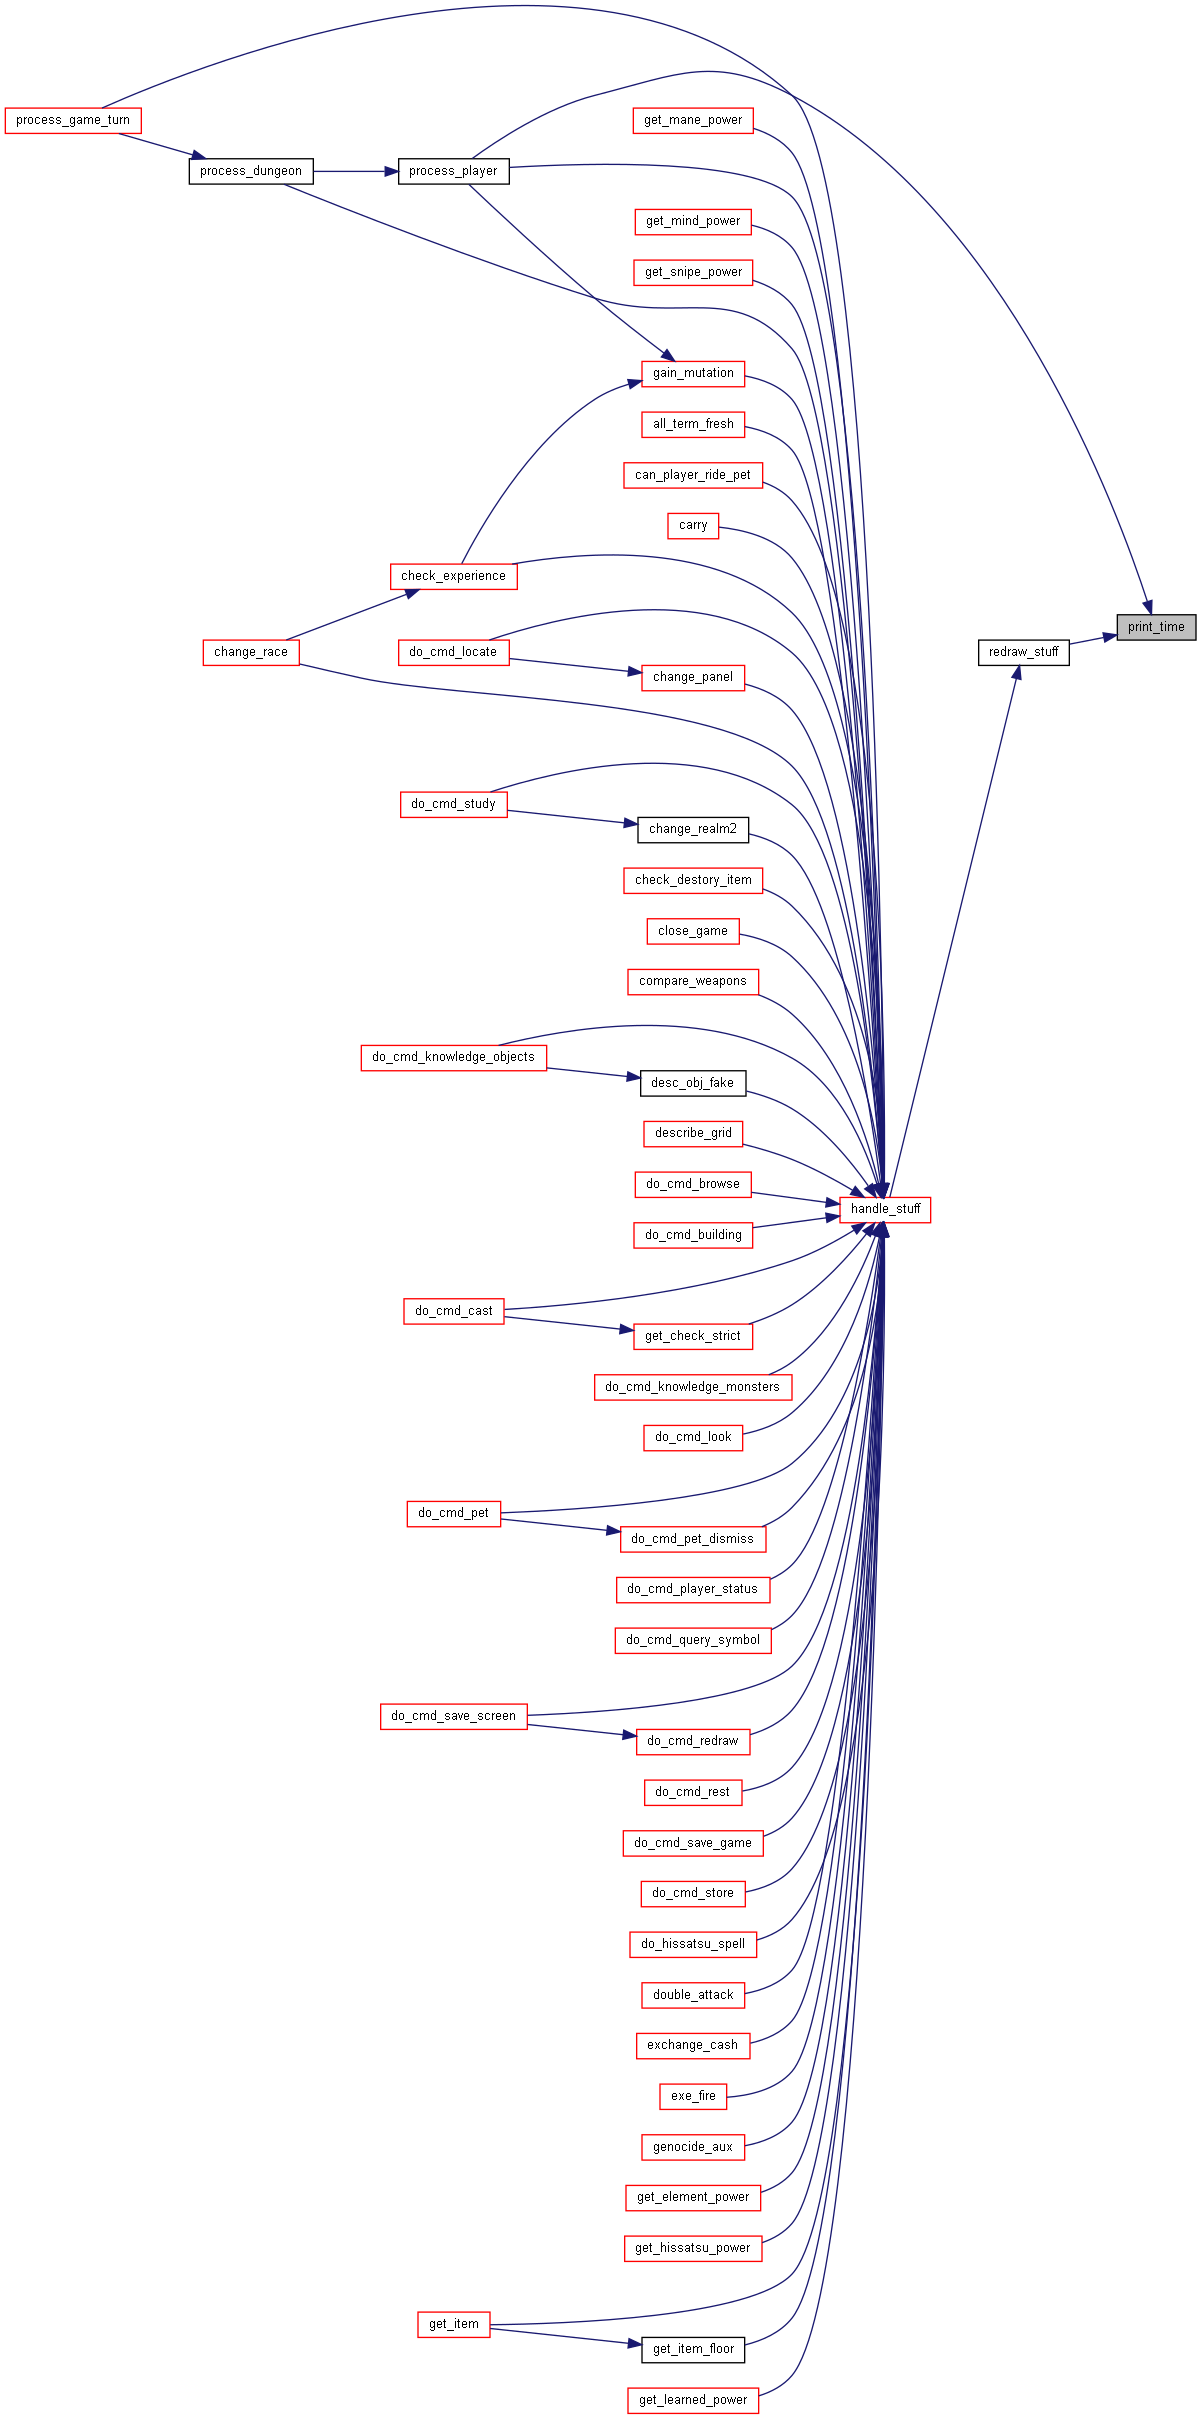 process_game_turn
get_mane_power
process_dungeon
process_player
get_mind_power
get_snipe_power
gain_mutation
all_term_fresh
can_player_ride_pet
carry
check_experience
print_time
change_race
do_cmd_locate
redraw_stuff
change_panel
do_cmd_study
change_realm2
check_destory_item
close_game
compare_weapons
do_cmd_knowledge_objects
desc_obj_fake
describe_grid
do_cmd_browse
handle_stuff
do_cmd_building
do_cmd_cast
get_check_strict
do_cmd_knowledge_monsters
do_cmd_look
do_cmd_pet
do_cmd_pet_dismiss
do_cmd_player_status
do_cmd_query_symbol
do_cmd_save_screen
do_cmd_redraw
do_cmd_rest
do_cmd_save_game
do_cmd_store
do_hissatsu_spell
double_attack
exchange_cash
exe_fire
genocide_aux
get_element_power
get_hissatsu_power
get_item
get_item_floor
get_learned_power